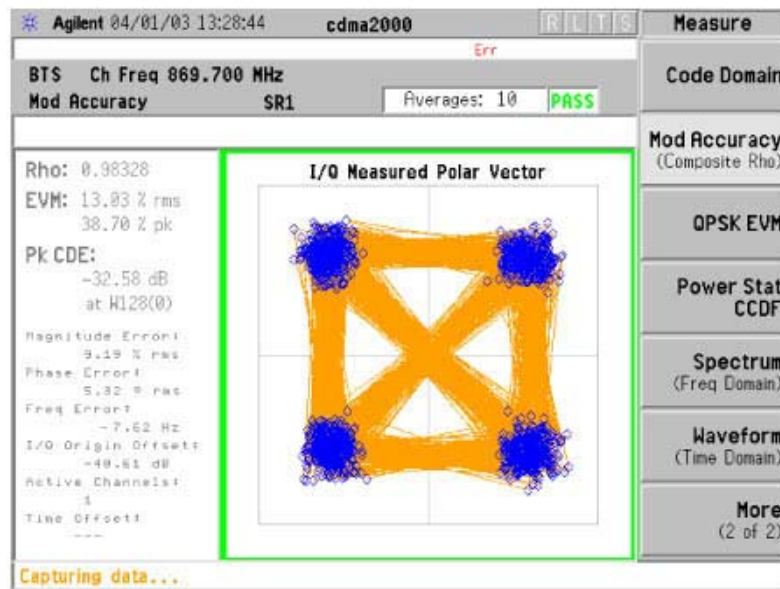 Agilent 04/01/03 13:28:44 cdma2000 R L T S
Measure
Err
BTS Ch Freq 869.700 MHz
Mod Accuracy SR1 Averages: 10 PASS
Rho: 0.98328
EVM: 13.03 % rms
38.70 % pk
Pk CDE:
-32.58 dB
at W128(0)
Magnitude Error:
9.19 % rms
Phase Error:
5.32 º rms
Freq Error:
-7.62 Hz
I/Q Origin Offset:
-40.61 dB
Active Channels:
1
Time Offset:
---
I/Q Measured Polar Vector
Code Domain
Mod Accuracy
(Composite Rho)
QPSK EVM
Power Stat
CCDF
Spectrum
(Freq Domain)
Waveform
(Time Domain)
More
(2 of 2)
Capturing data...